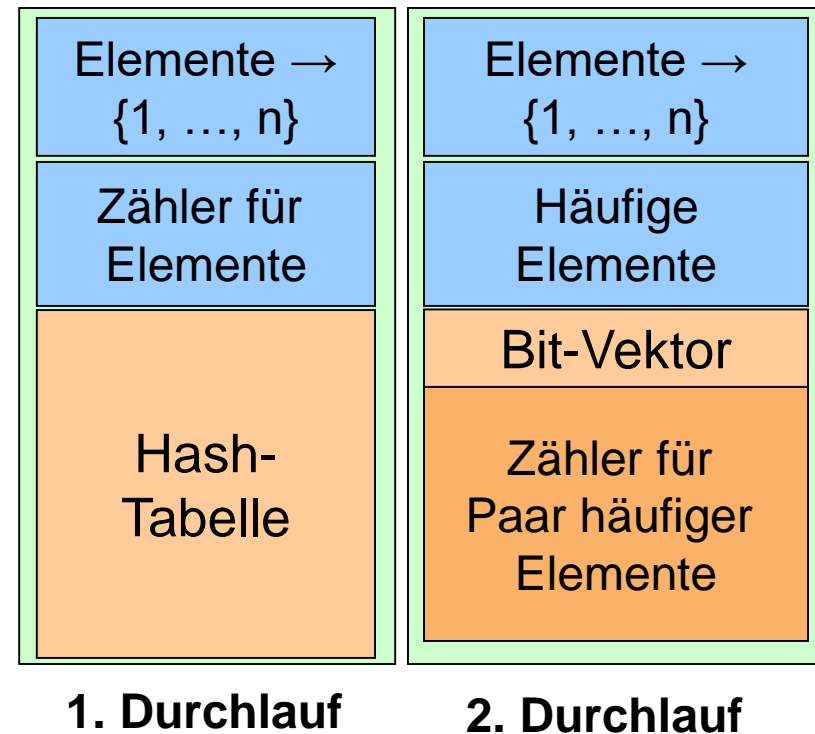 Elemente →
{1, …, n}
Zähler für
Elemente
Hash-
Tabelle
1. Durchlauf
Elemente →
{1, …, n}
Häufige
Elemente
Bit-Vektor
Zähler für
Paar häufiger
Elemente
2. Durchlauf